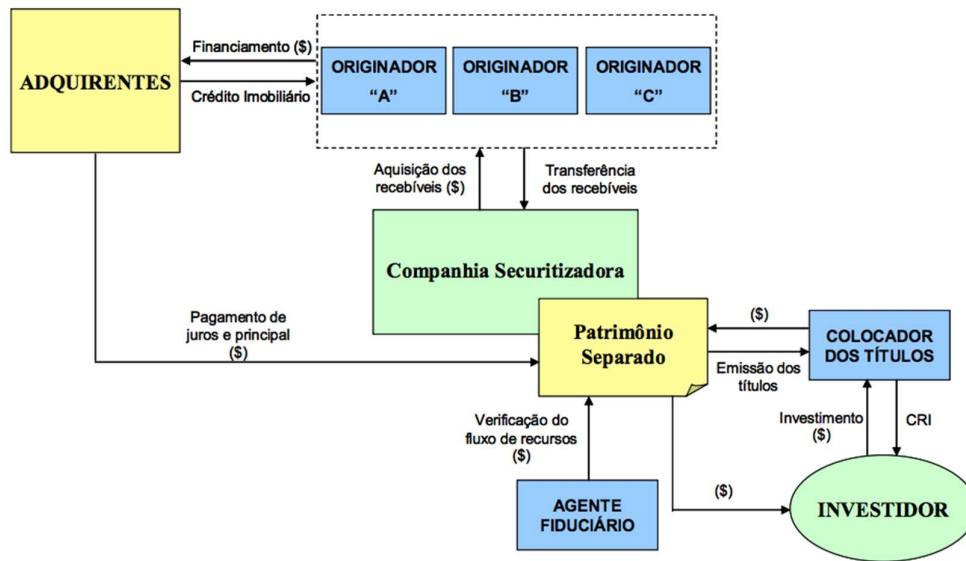 Financiamento ($)
ADQUIRENTES
Crédito Imobiliário
ORIGINADOR
“A”
ORIGINADOR
“B”
ORIGINADOR
“C”
Aquisição dos
recebíveis ($)
Transferência
dos recebíveis
Companhia Securitizadora
Pagamento de
juros e principal
($)
Patrimônio
Separado
($)
Emissão dos
títulos
COLOCADOR
DOS TÍTULOS
Verificação do
fluxo de recursos
($)
Investimento
($)
CRI
AGENTE
FIDUCIÁRIO
($)
INVESTIDOR